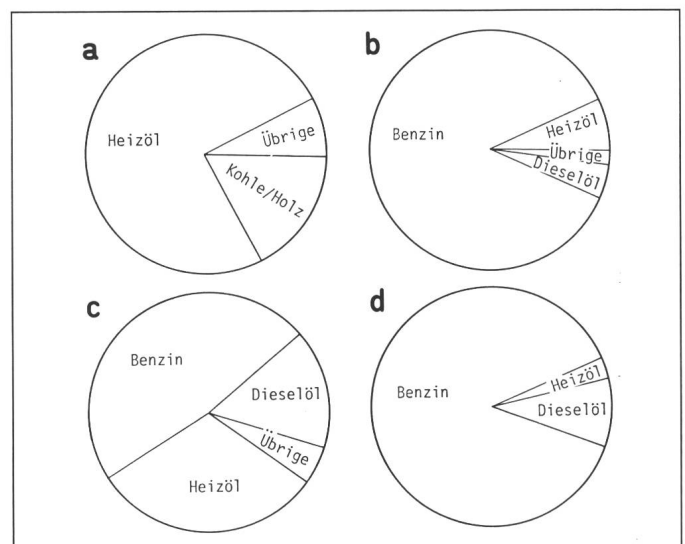 a
Heizöl
Übrige
Kohle/Holz
b
Benzin
Heizöl
Übrige
Dieselöl
c
Benzin
Dieselöl
Übrige
Heizöl
d
Benzin
Heizöl
Dieselöl